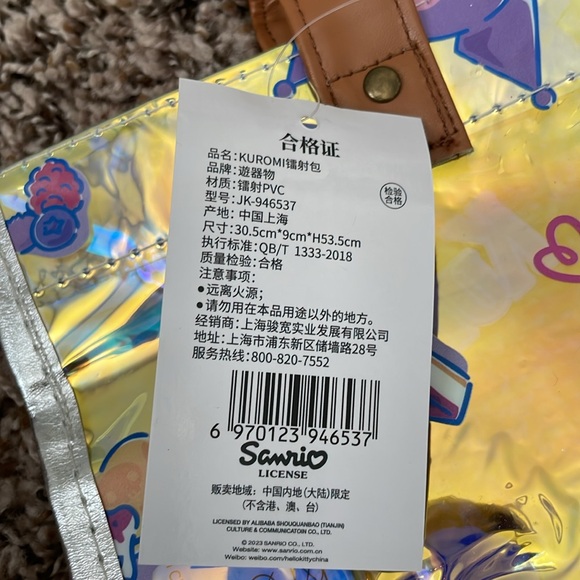 合格证
品名：KUROMI镭射包
品牌：遊器物
材质：镭射PVC
检验
合格
型号：JK-946537
产地：中国上海
尺寸：30.5cm*9cm*H53.5cm
执行标准：QB/T 1333-2018
质量检验：合格
注意事项：
●远离火源；
●请勿用在本品用途以外的地方。
经销商：上海骏宽实业发展有限公司
地址：上海市浦东新区储墙路28号
服务热线：800-820-7552
6 970123 946537
Sanrio
LICENSE
贩卖地域：中国内地（大陆）限定
（不含港、澳、台）
LICENSED BY ALIBABA SHOUQUANBAO (TIANJIN)
CULTURE & COMMUNICATOIN CO., LTD.
© 2023 SANRIO CO., LTD.
Website: www.sanrio.com.cn
Weibo: weibo.com/hellokittychina